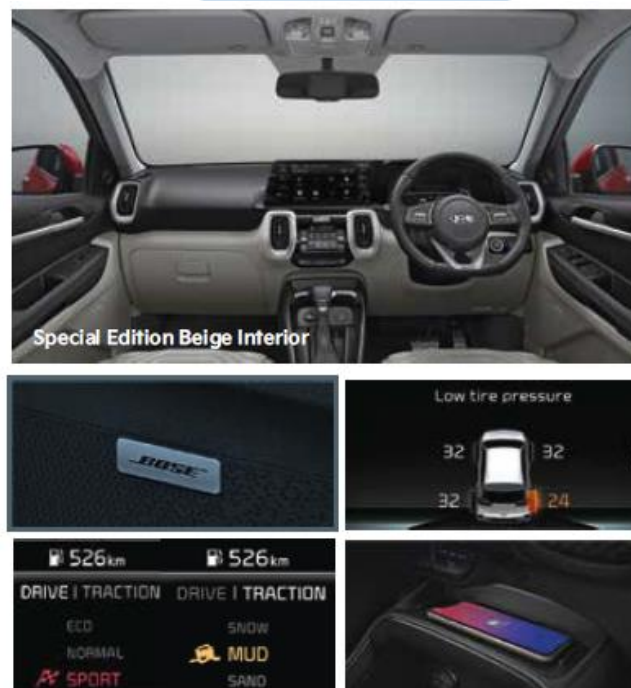 Special Edition Beige Interior
BOSE
Low tire pressure
32 32
32 24
526km 526km
DRIVE | TRACTION DRIVE | TRACTION
ECO SNOW
NORMAL MUD
SPORT SAND